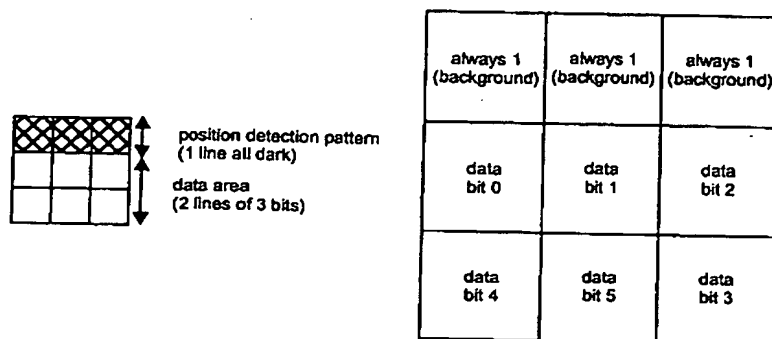 position detection pattern
(1 line all dark)
data area
(2 lines of 3 bits)
always 1
(background)
always 1
(background)
always 1
(background)
data
bit 0
data
bit 1
data
bit 2
data
bit 4
data
bit 5
data
bit 3